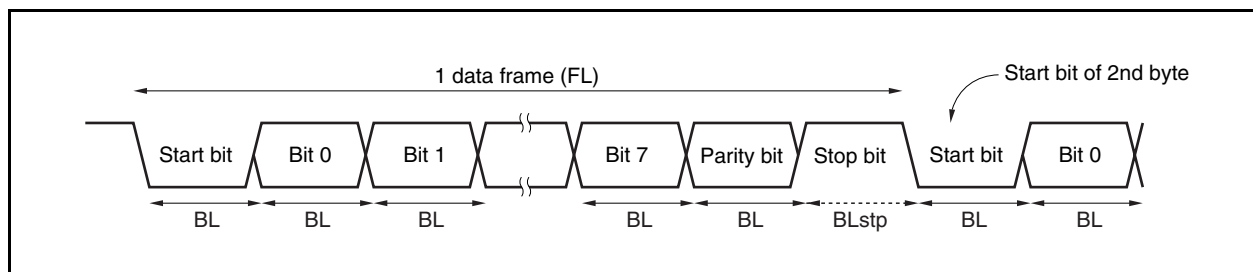 1 data frame (FL)
Start bit of 2nd byte
Start bit Bit 0 Bit 1 Bit 7 Parity bit Stop bit Start bit Bit 0
BL BL BL BL BL BLstp BL BL